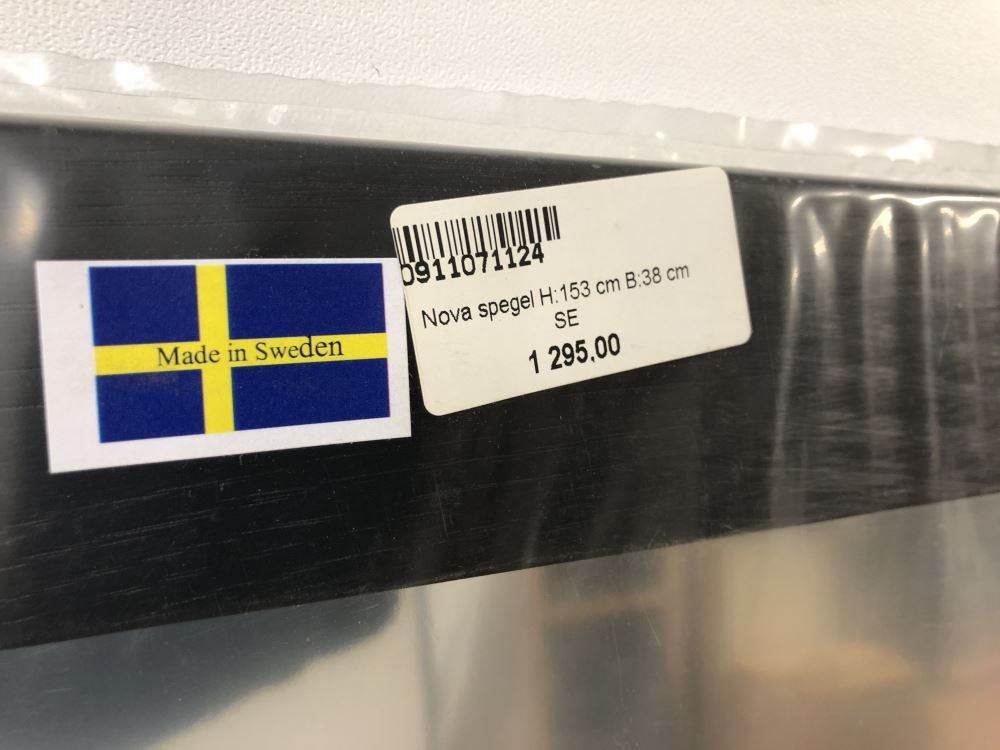 Made in Sweden
0911071124
Nova spegel H:153 cm B:38 cm
SE
1 295,00